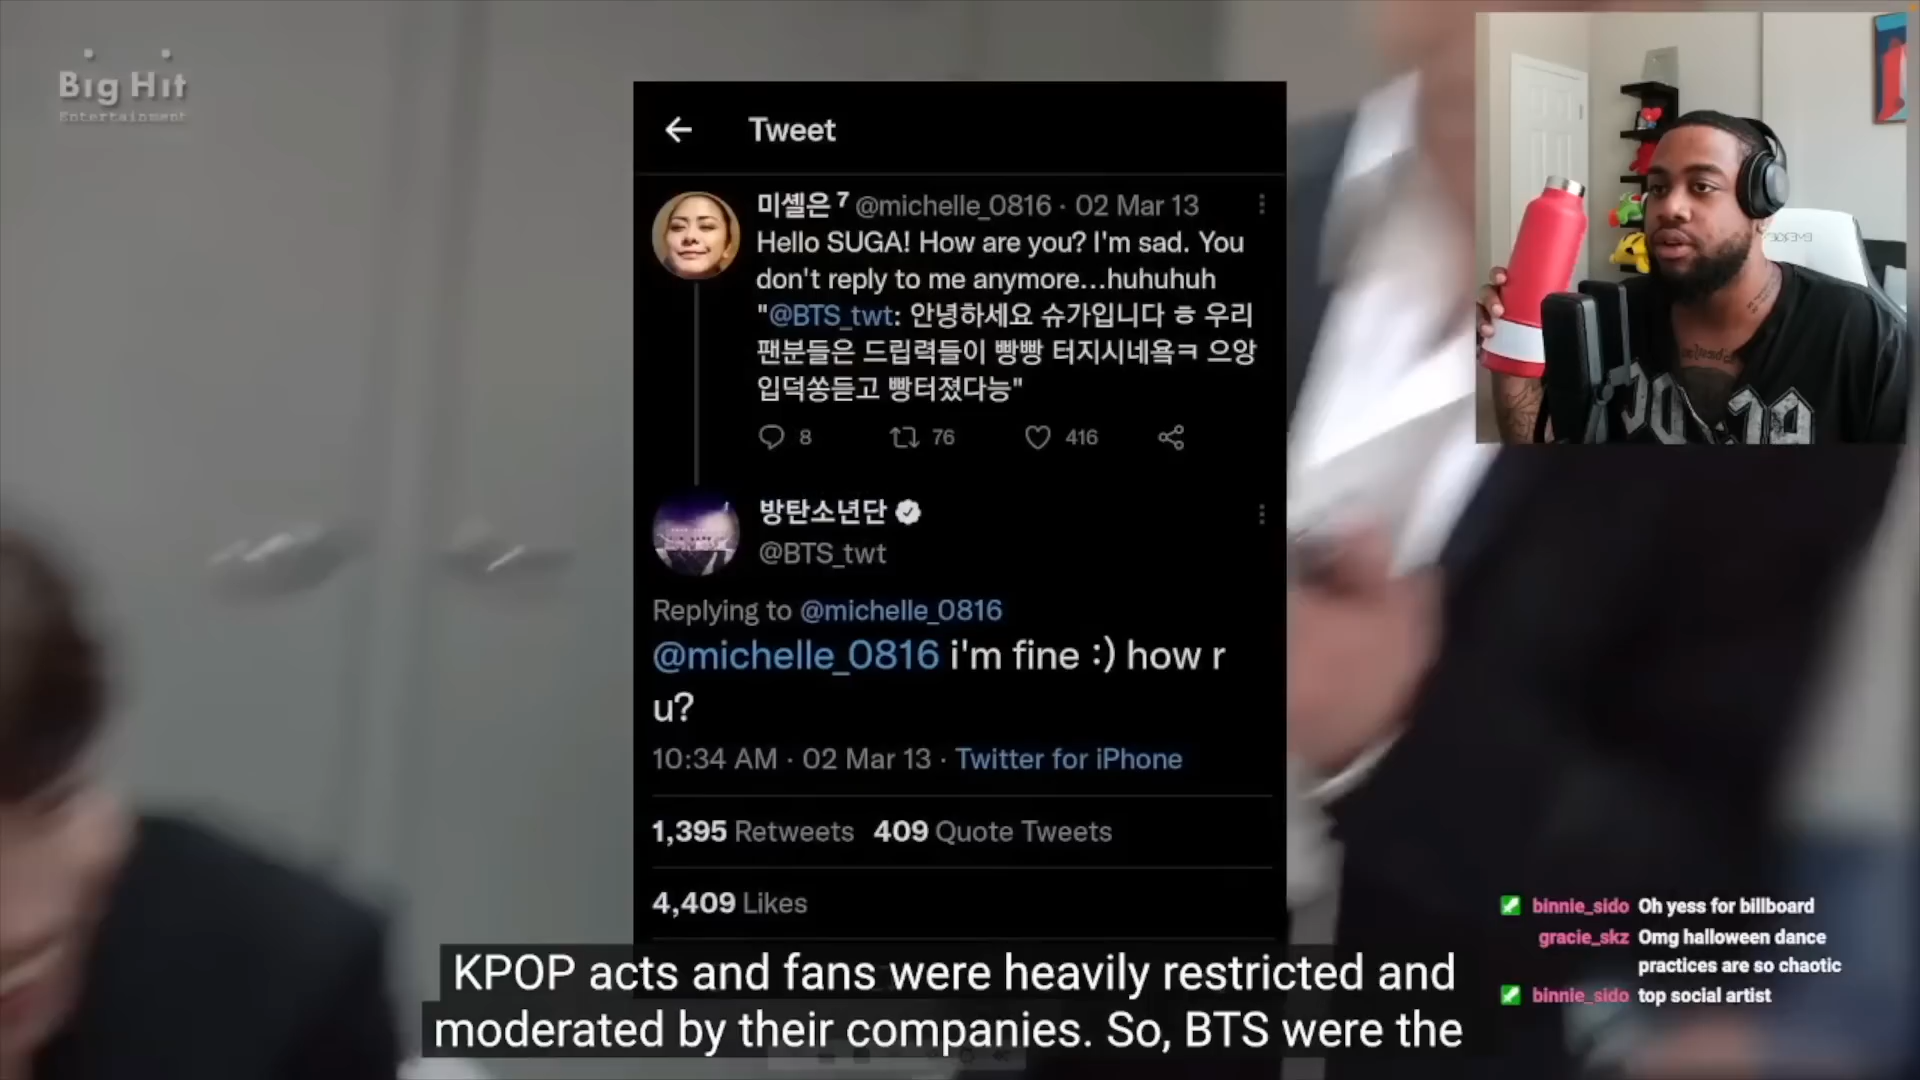 Big Hit
Entertainment
Tweet
미셸은⁷ @michelle_0816 · 02 Mar 13
Hello SUGA! How are you? I'm sad. You
don't reply to me anymore...huhuhuh
"@BTS_twt: 안녕하세요 슈가입니다 ㅎ 우리
팬분들은 드립력들이 빵빵 터지시네욬ㅋ 으앙
입덕쏭듣고 빵터졌다능"
8 76 416
방탄소년단
@BTS_twt
Replying to @michelle_0816
@michelle_0816 i'm fine :) how r
u?
10:34 AM · 02 Mar 13 · Twitter for iPhone
1,395 Retweets 409 Quote Tweets
4,409 Likes
KPOP acts and fans were heavily restricted and
moderated by their companies. So, BTS were the
binnie_sido Oh yess for billboard
gracie_skz Omg halloween dance
practices are so chaotic
binnie_sido top social artist